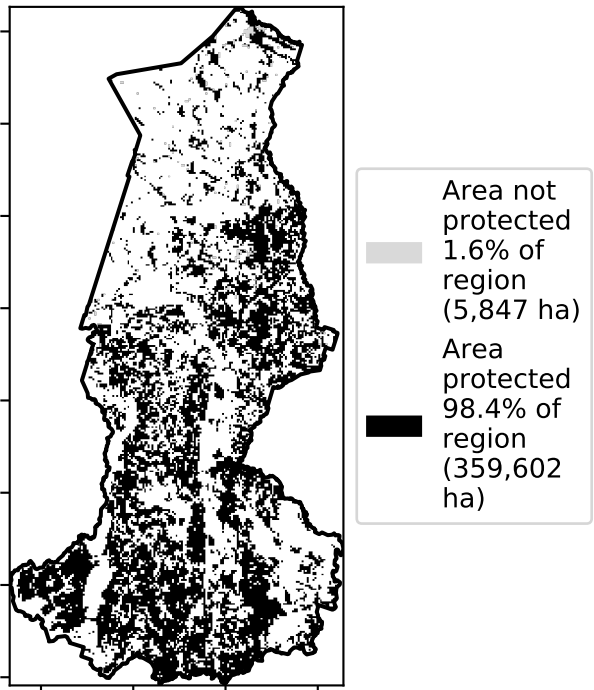 Area not
protected
1.6% of
region
(5,847 ha)
Area
protected
98.4% of
region
(359,602
ha)